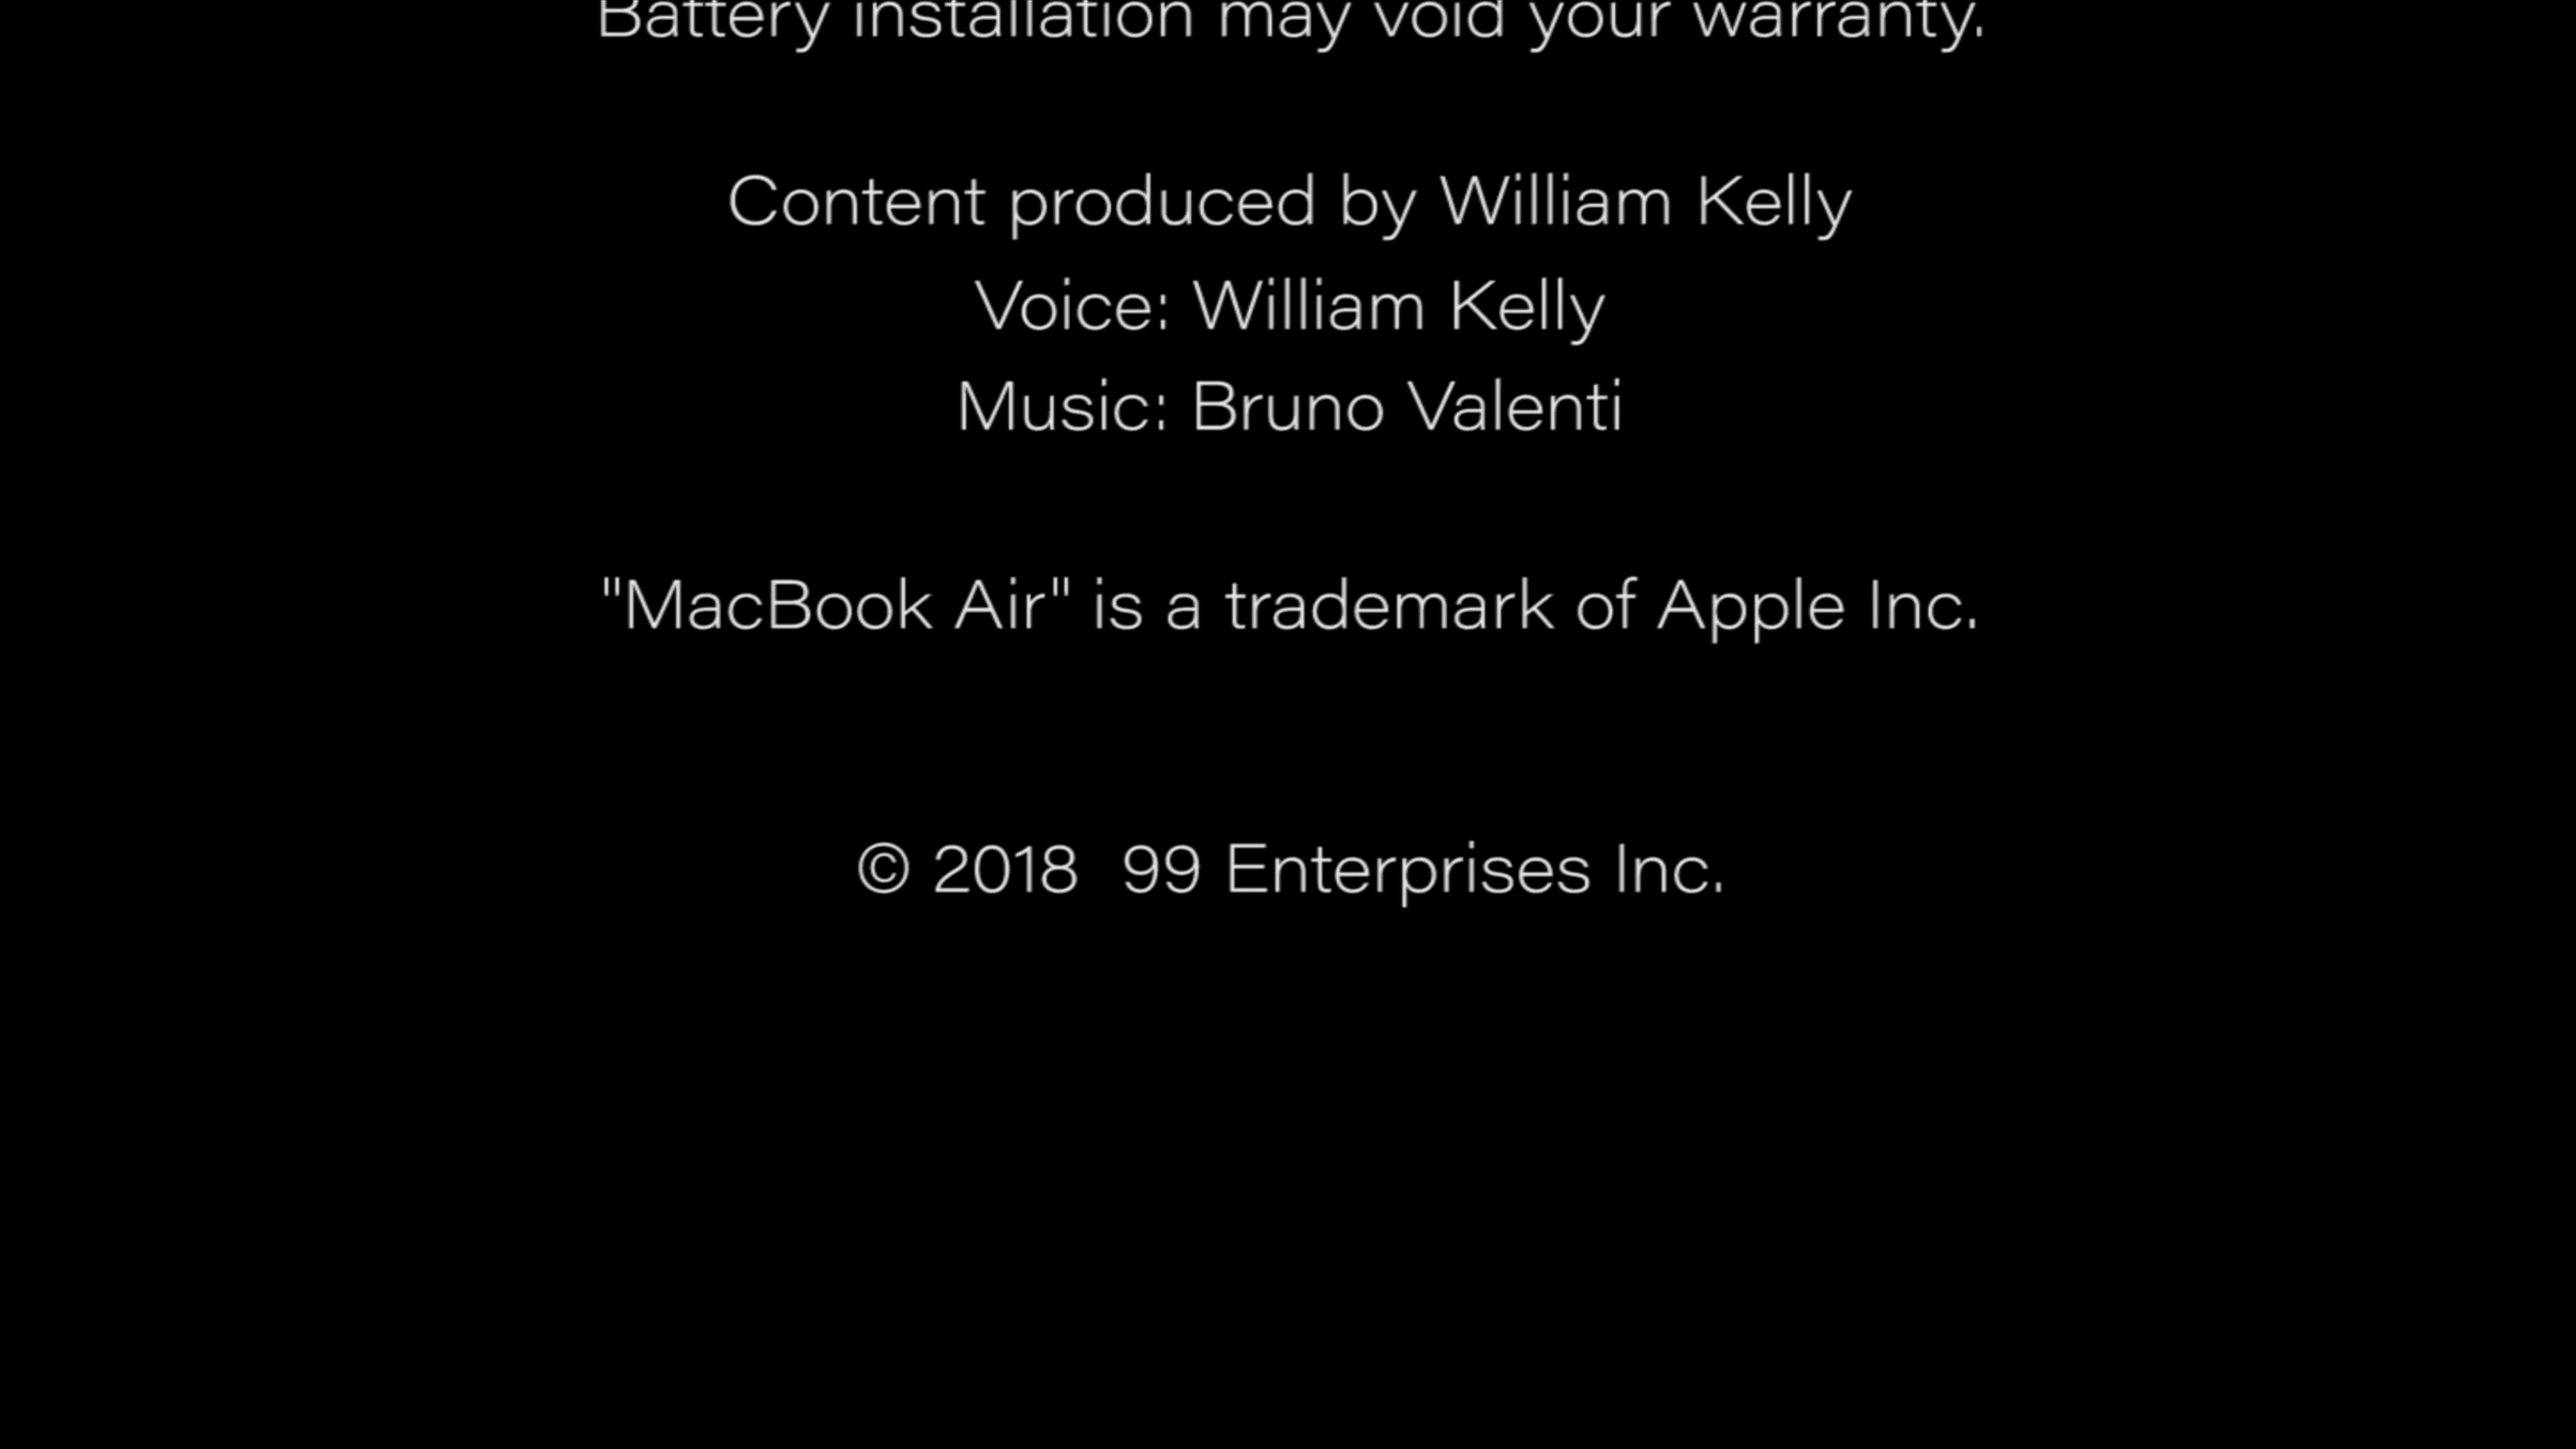 Battery installation may void your warranty.
Content produced by William Kelly
Voice: William Kelly
Music: Bruno Valenti
"MacBook Air" is a trademark of Apple Inc.
© 2018  99 Enterprises Inc.